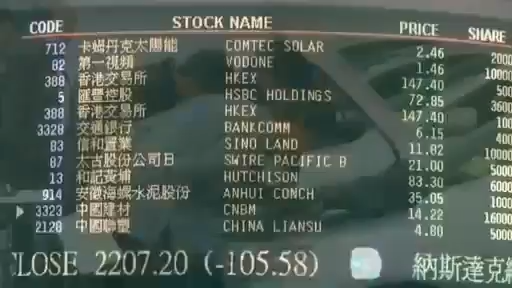 CODE STOCK NAME PRICE SHARE
712 卡姆丹克太陽能 COMTEC SOLAR 2.46 2000
82 第一視頻 VODONE 1.46 10000
388 香港交易所 HKEX 147.40 500
5 匯豐控股 HSBC HOLDINGS 72.85 3600
388 香港交易所 HKEX 147.40 100
3328 交通銀行 BANKCOMM 6.15 400
83 信和置業 SINO LAND 11.82 10000
87 太古股份公司B SWIRE PACIFIC B 21.00 5000
13 和記黃埔 HUTCHISON 83.30 6000
914 安徽海螺水泥股份 ANHUI CONCH 35.05 1000
3323 中國建材 CNBM 14.22 16000
2128 中國聯塑 CHINA LIANSU 4.80 5000
CLOSE 2207.20 (-105.58) 納斯達克